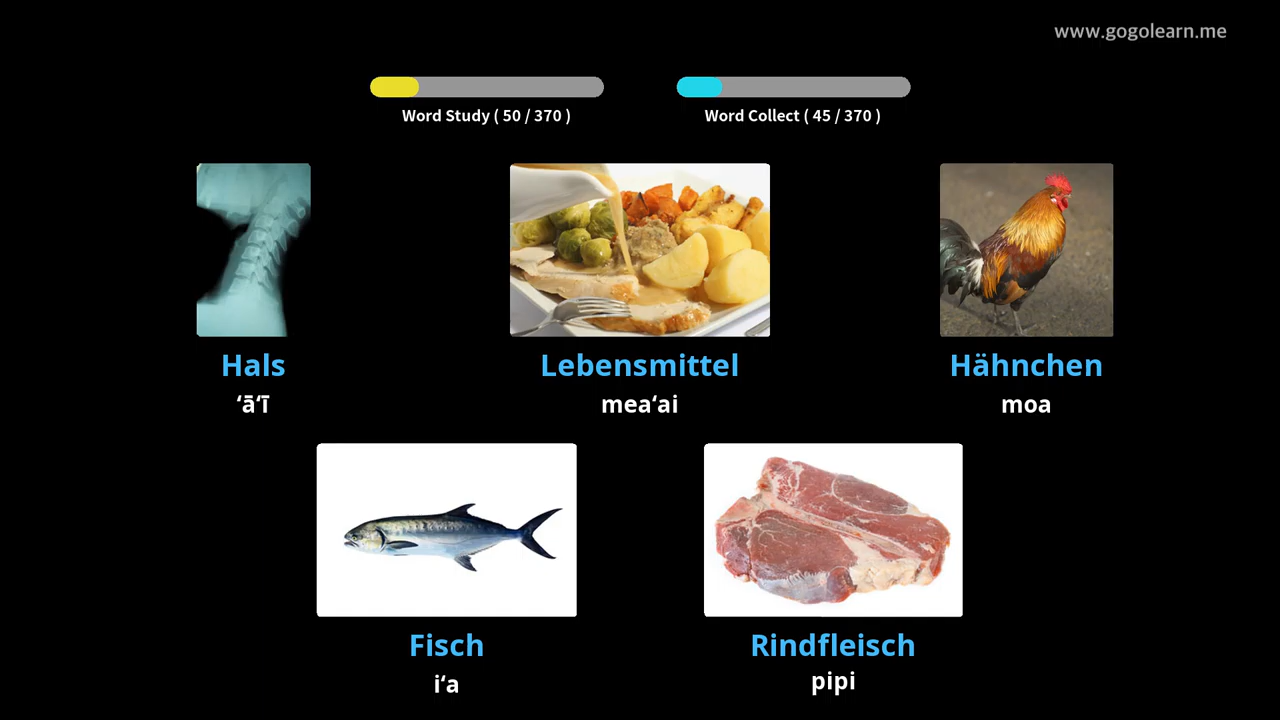 www.gogolearn.me
Word Study ( 50 / 370 )
Word Collect ( 45 / 370 )
Hals
ʻāʻī
Lebensmittel
meaʻai
Hähnchen
moa
Fisch
iʻa
Rindfleisch
pipi